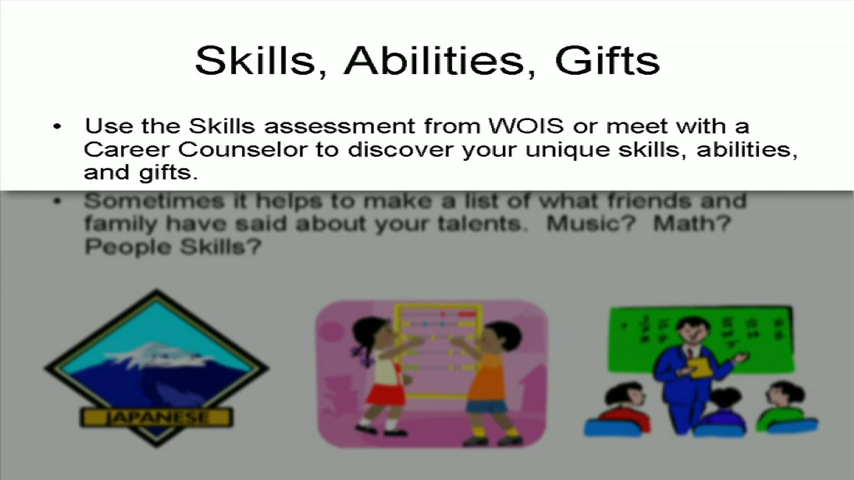 Skills, Abilities, Gifts
• Use the Skills assessment from WOIS or meet with a
Career Counselor to discover your unique skills, abilities,
and gifts.
• Sometimes it helps to make a list of what friends and
family have said about your talents.  Music?  Math?
People Skills?
JAPANESE